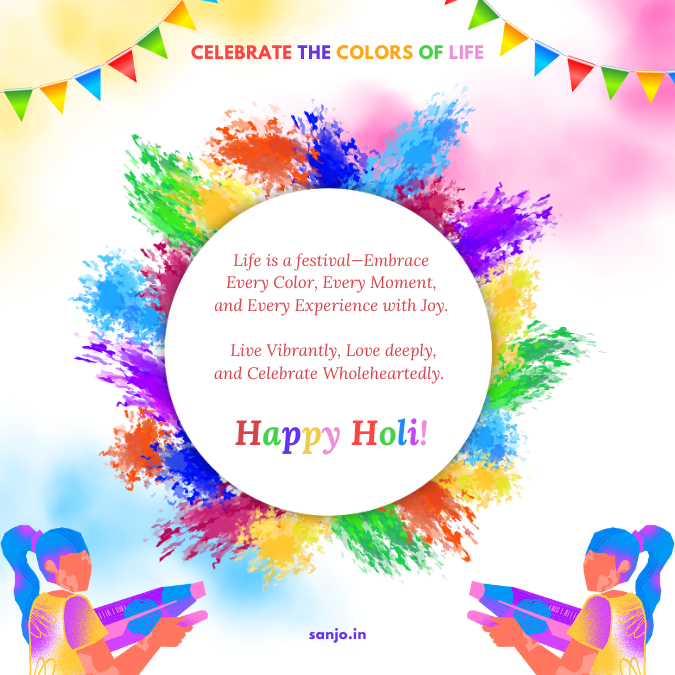 CELEBRATE THE COLORS OF LIFE
Life is a festival—Embrace
Every Color, Every Moment,
and Every Experience with Joy.
Live Vibrantly, Love deeply,
and Celebrate Wholeheartedly.
Happy Holi!
sanjo.in